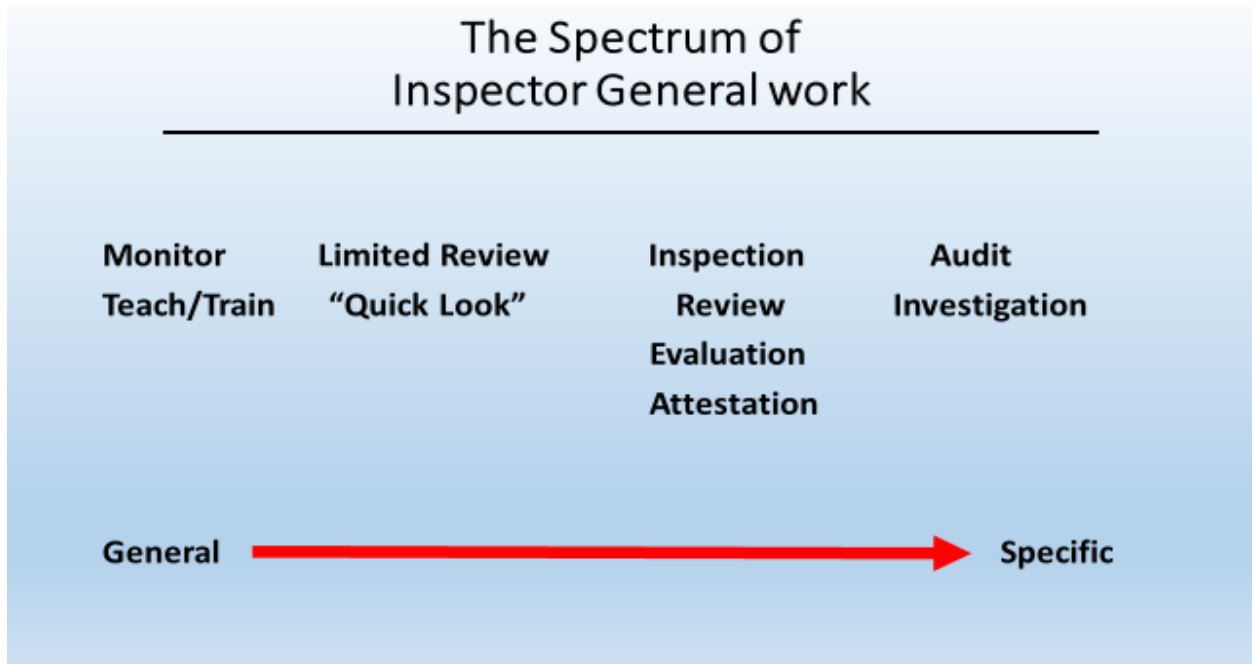 The Spectrum of
Inspector General work
Monitor Limited Review Inspection Audit
Teach/Train “Quick Look” Review Investigation
Evaluation
Attestation
General Specific